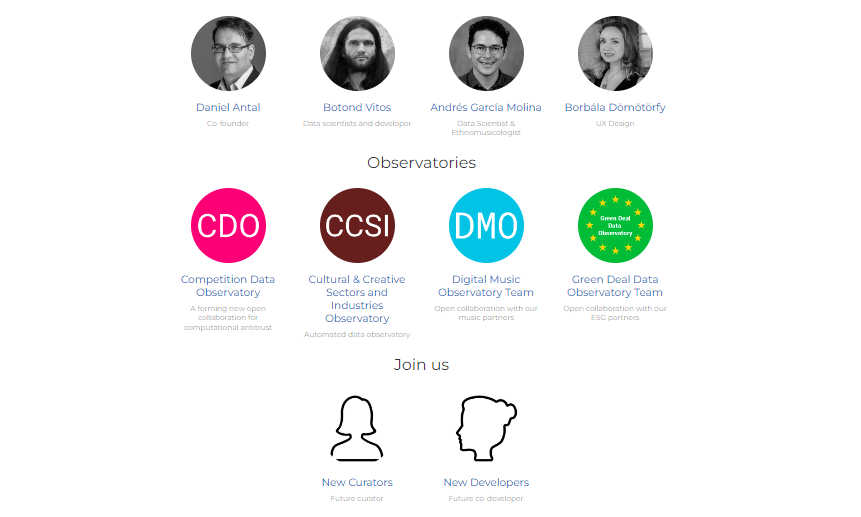 Daniel Antal
Co-founder
Botond Vitos
Data scientists and developer
Andrés García Molina
Data Scientist &
Ethnomusicologist
Borbála Dömötörfy
UX Design
Observatories
CDO
Competition Data
Observatory
A forming new open
collaboration for
computational antitrust
CCSI
Cultural & Creative
Sectors and
Industries
Observatory
Automated data observatory
DMO
Digital Music
Observatory Team
Open collaboration with our
music partners
Green Deal
Data
Observatory
Green Deal Data
Observatory Team
Open collaboration with our
ESG partners
Join us
New Curators
Future curator
New Developers
Future co-developer